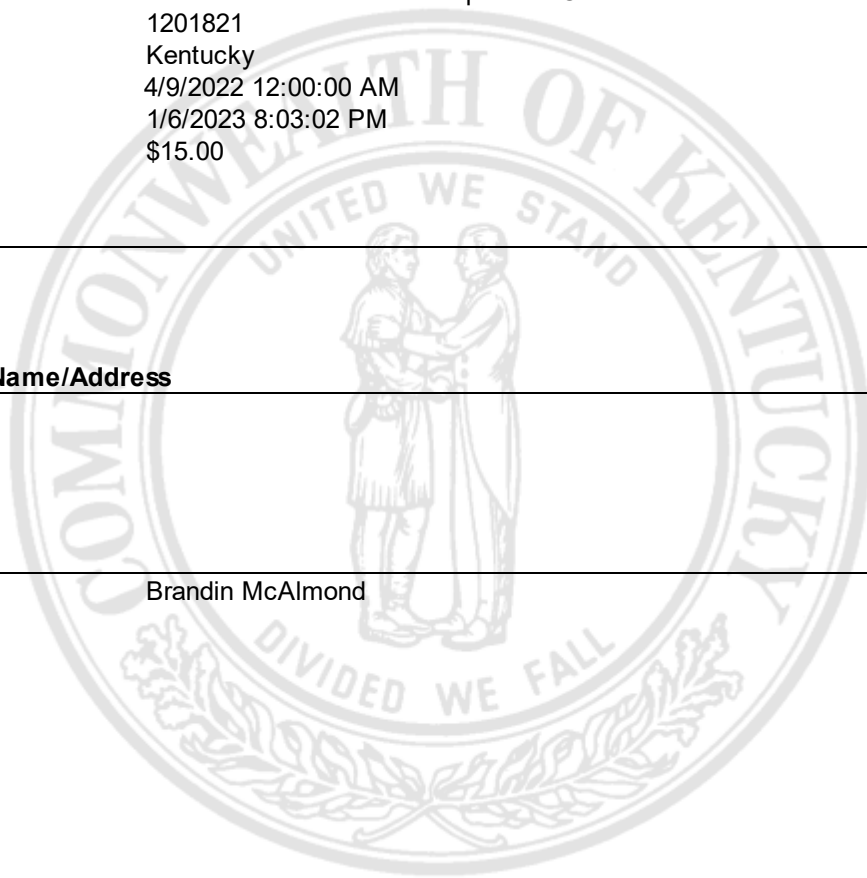 1201821
Kentucky
4/9/2022 12:00:00 AM
1/6/2023 8:03:02 PM
$15.00
COMMONWEALTH OF KENTUCKY
UNITED WE STAND
Name/Address
Brandin McAlmond
DIVIDED WE FALL